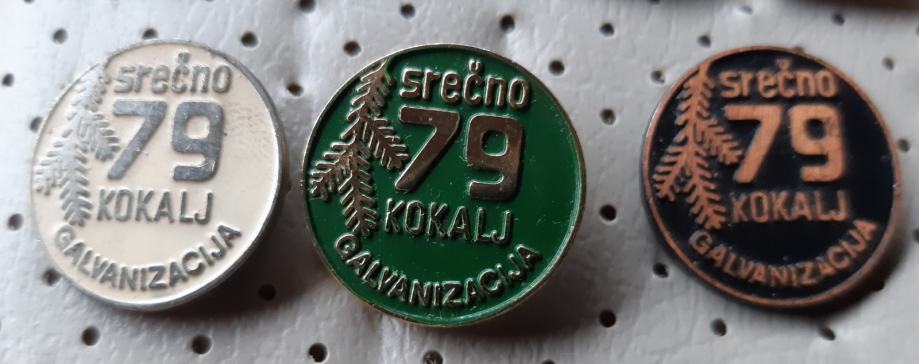 srečno
79
KOKALJ
GALVANIZACIJA
srečno
79
KOKALJ
GALVANIZACIJA
srečno
79
KOKALJ
GALVANIZACIJA